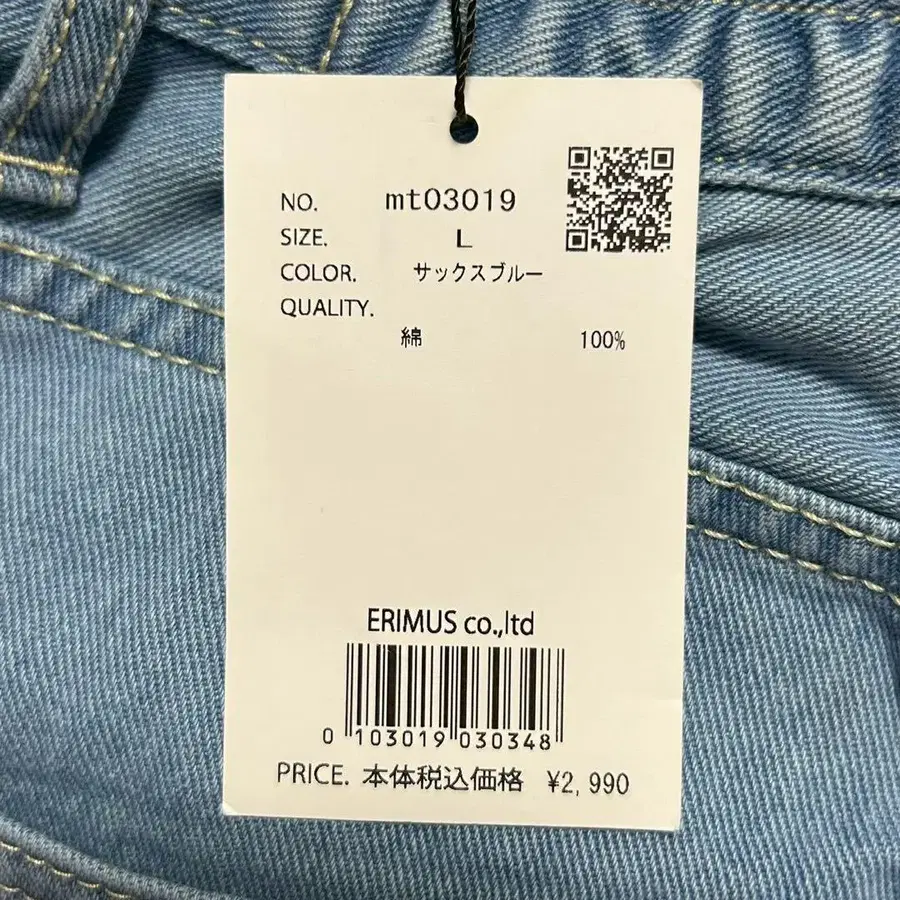 NO. mt03019
SIZE. L
COLOR. サックスブルー
QUALITY.
綿 100%
ERIMUS co.,ltd
0 103019 030348
PRICE. 本体税込価格 ¥2,990